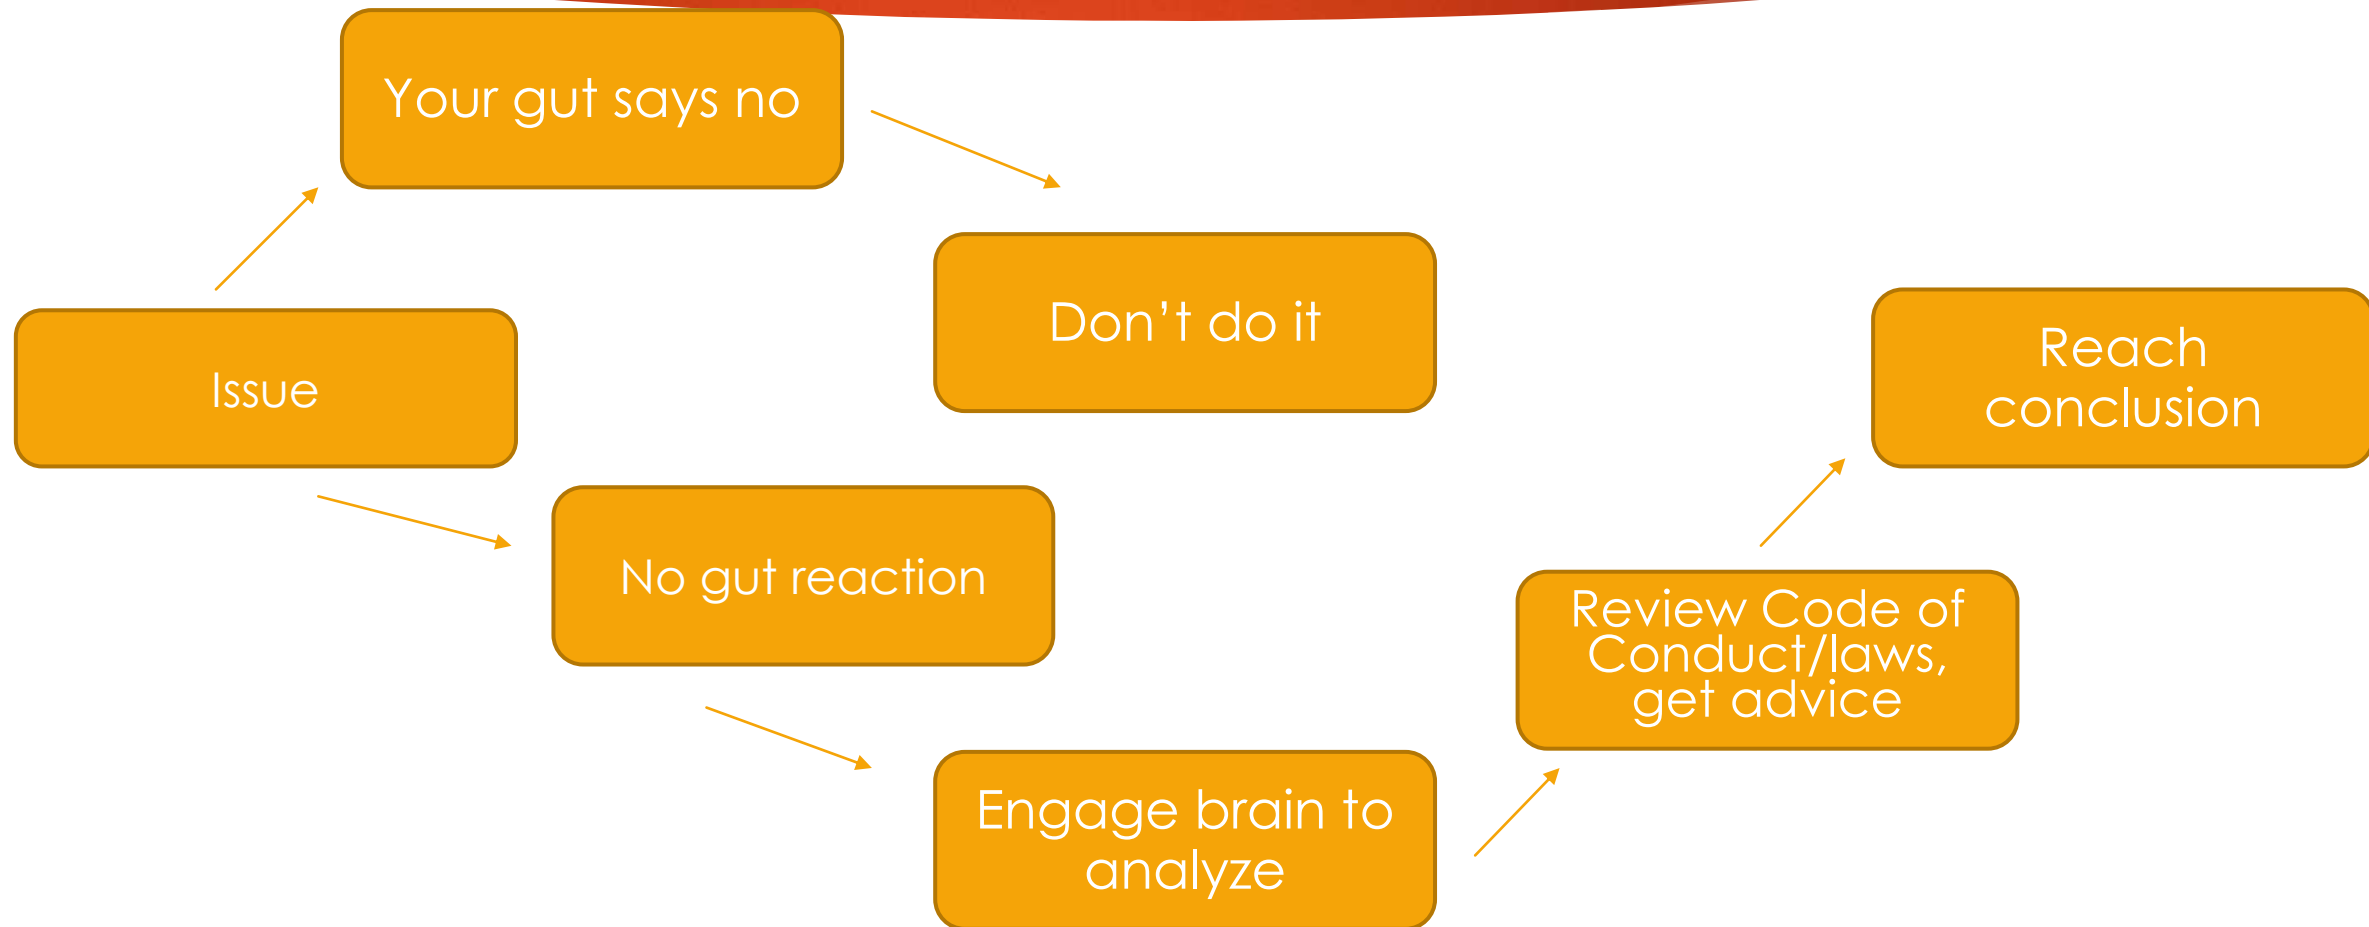 Your gut says no
Don’t do it
Issue
Reach
conclusion
No gut reaction
Review Code of
Conduct/laws,
get advice
Engage brain to
analyze